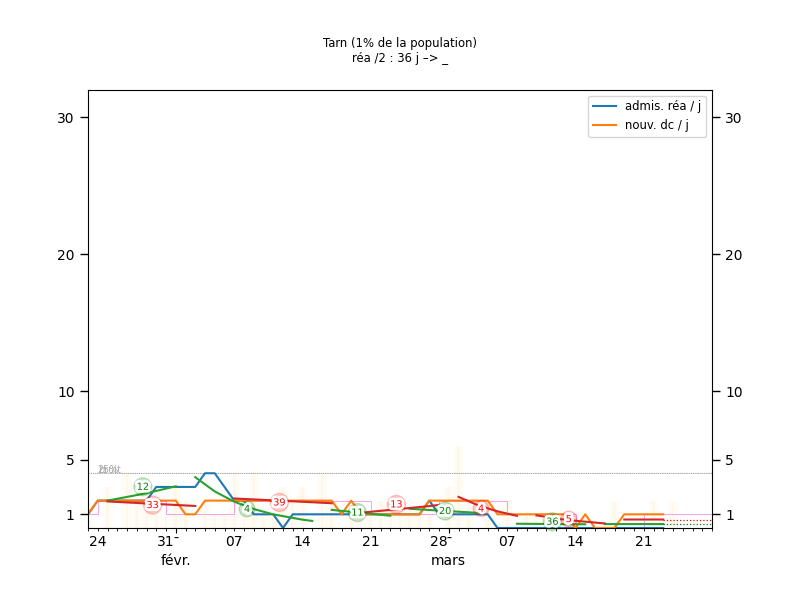 Tarn (1% de la population)
réa /2 : 36 j –> _
admis. réa / j
nouv. dc / j
30 30
20 20
10 10
5 5
1 1
12 33 4 39 11 13 20 4 36 5
24 31 07 14 21 28 07 14 21
févr. mars